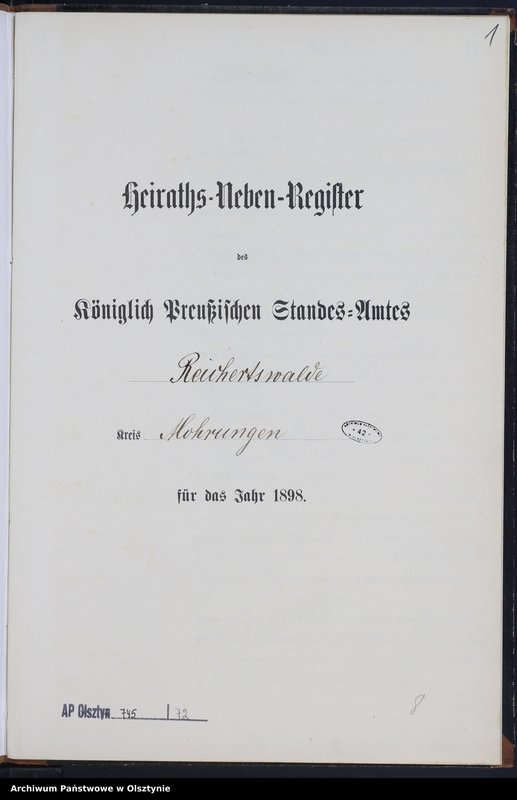 1
Heiraths-Neben-Register
des
Königlich Preußischen Standes-Amtes
Reichertswalde
Kreis Mohrungen
42
für das Jahr 1898.
AP Olsztyn 745 / 72
8
Archiwum Państwowe w Olsztynie